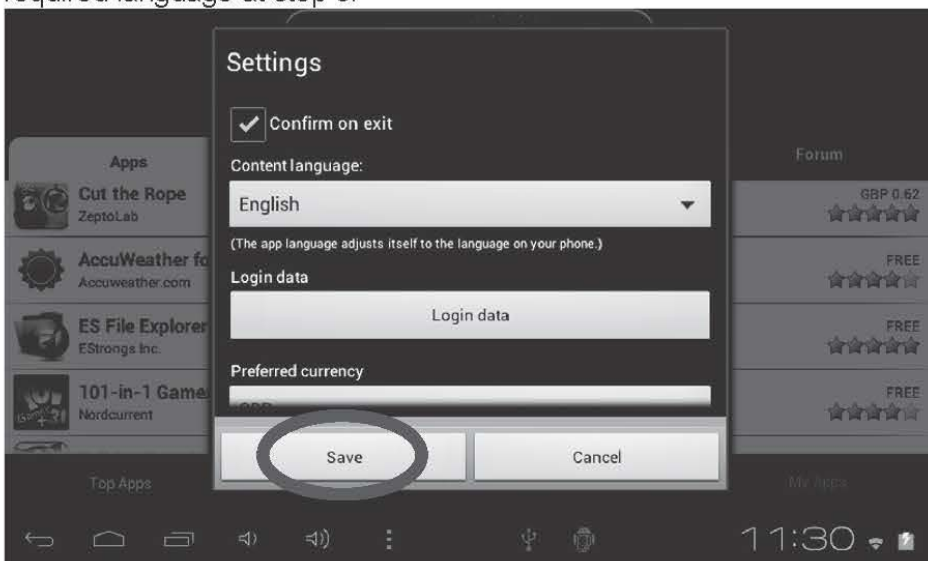 Settings
Confirm on exit
Content language:
English
(The app language adjusts itself to the language on your phone.)
Login data
Login data
Preferred currency
Save
Cancel
Apps
Forum
Cut the Rope
ZeptoLab
GBP 0.62
AccuWeather fo
Accuweather.com
FREE
ES File Explorer
EStrongs Inc.
FREE
101-in-1 Game
Nordcurrent
FREE
Top Apps
My Apps
11:30